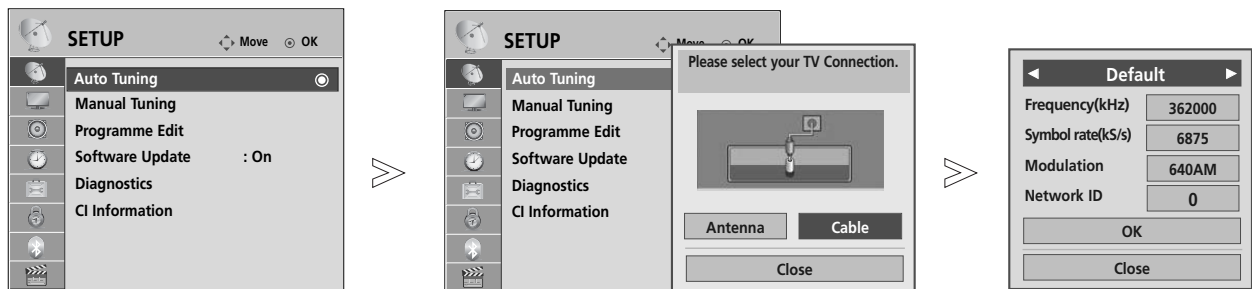 SETUP
Move OK
Auto Tuning
Manual Tuning
Programme Edit
Software Update : On
Diagnostics
CI Information
SETUP
Move OK
Auto Tuning
Manual Tuning
Programme Edit
Software Update
Diagnostics
CI Information
Please select your TV Connection.
Antenna Cable
Close
Default
Frequency(kHz) 362000
Symbol rate(kS/s) 6875
Modulation 640AM
Network ID 0
OK
Close